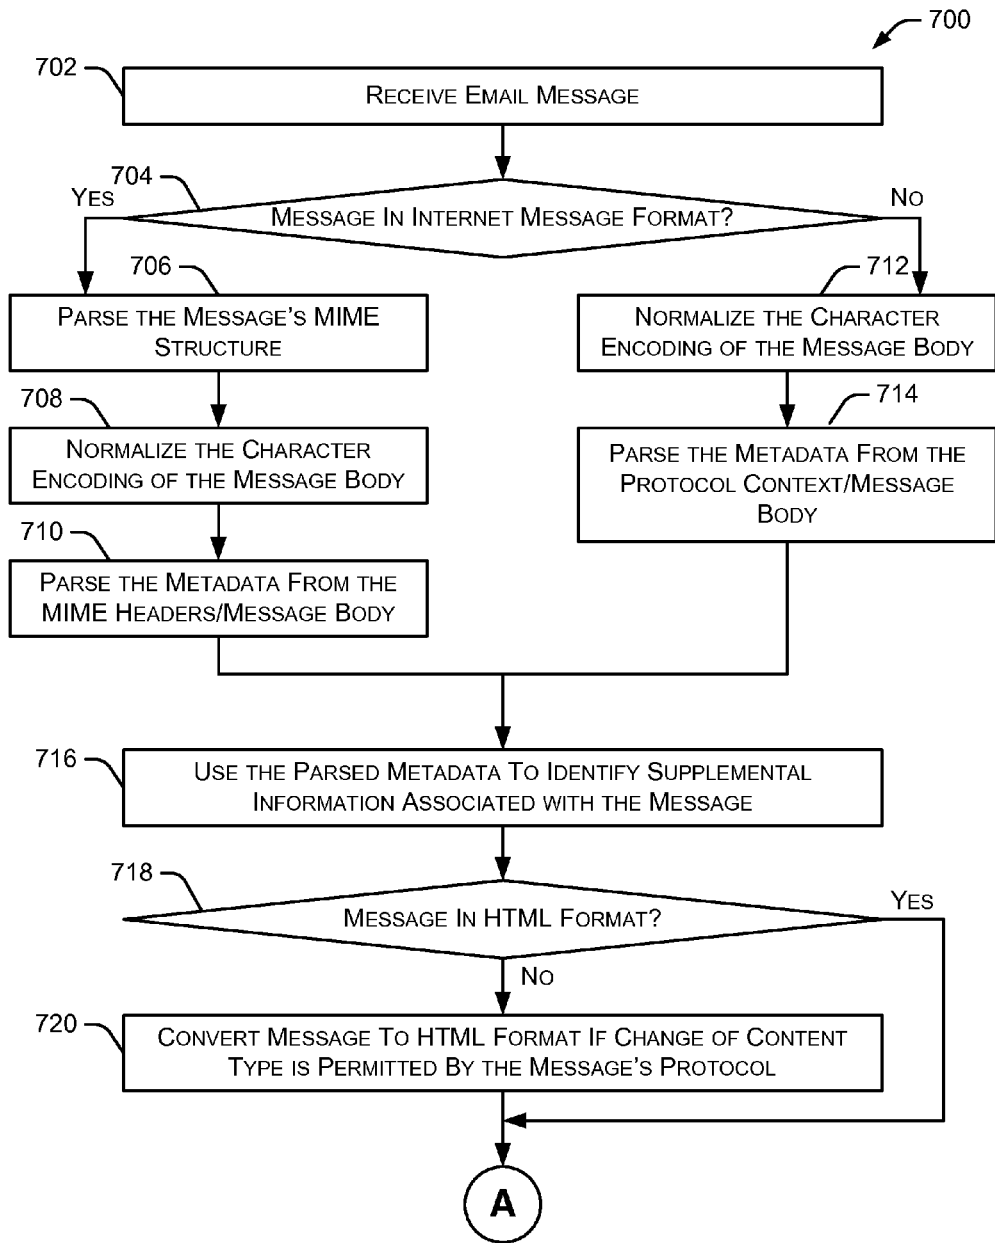 700
702
RECEIVE EMAIL MESSAGE
704
YES
NO
MESSAGE IN INTERNET MESSAGE FORMAT?
706
712
PARSE THE MESSAGE'S MIME
STRUCTURE
NORMALIZE THE CHARACTER
ENCODING OF THE MESSAGE BODY
708
714
NORMALIZE THE CHARACTER
ENCODING OF THE MESSAGE BODY
PARSE THE METADATA FROM THE
PROTOCOL CONTEXT/MESSAGE
BODY
710
PARSE THE METADATA FROM THE
MIME HEADERS/MESSAGE BODY
716
USE THE PARSED METADATA TO IDENTIFY SUPPLEMENTAL
INFORMATION ASSOCIATED WITH THE MESSAGE
718
MESSAGE IN HTML FORMAT?
YES
NO
720
CONVERT MESSAGE TO HTML FORMAT IF CHANGE OF CONTENT
TYPE IS PERMITTED BY THE MESSAGE'S PROTOCOL
A